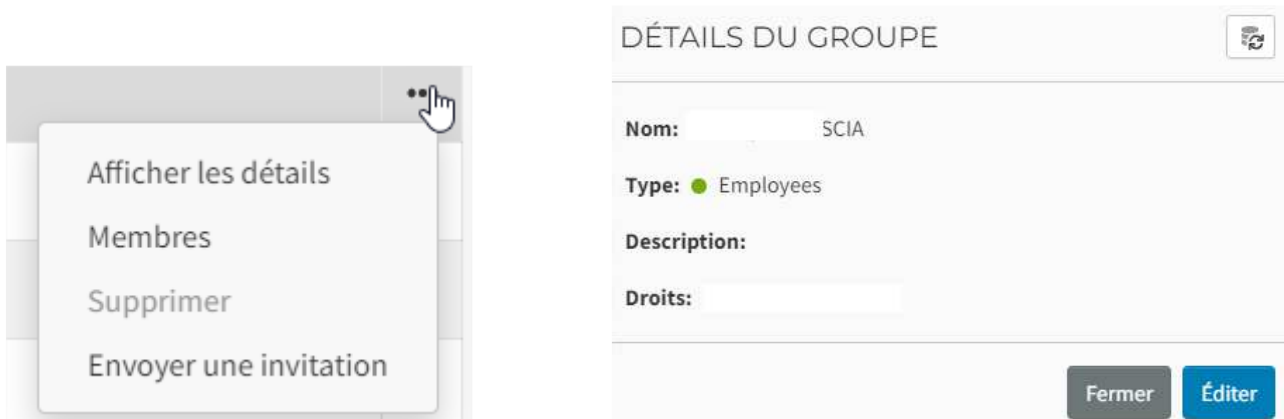 Afficher les détails
Membres
Supprimer
Envoyer une invitation
DÉTAILS DU GROUPE
Nom: SCIA
Type: Employees
Description:
Droits:
Fermer Éditer